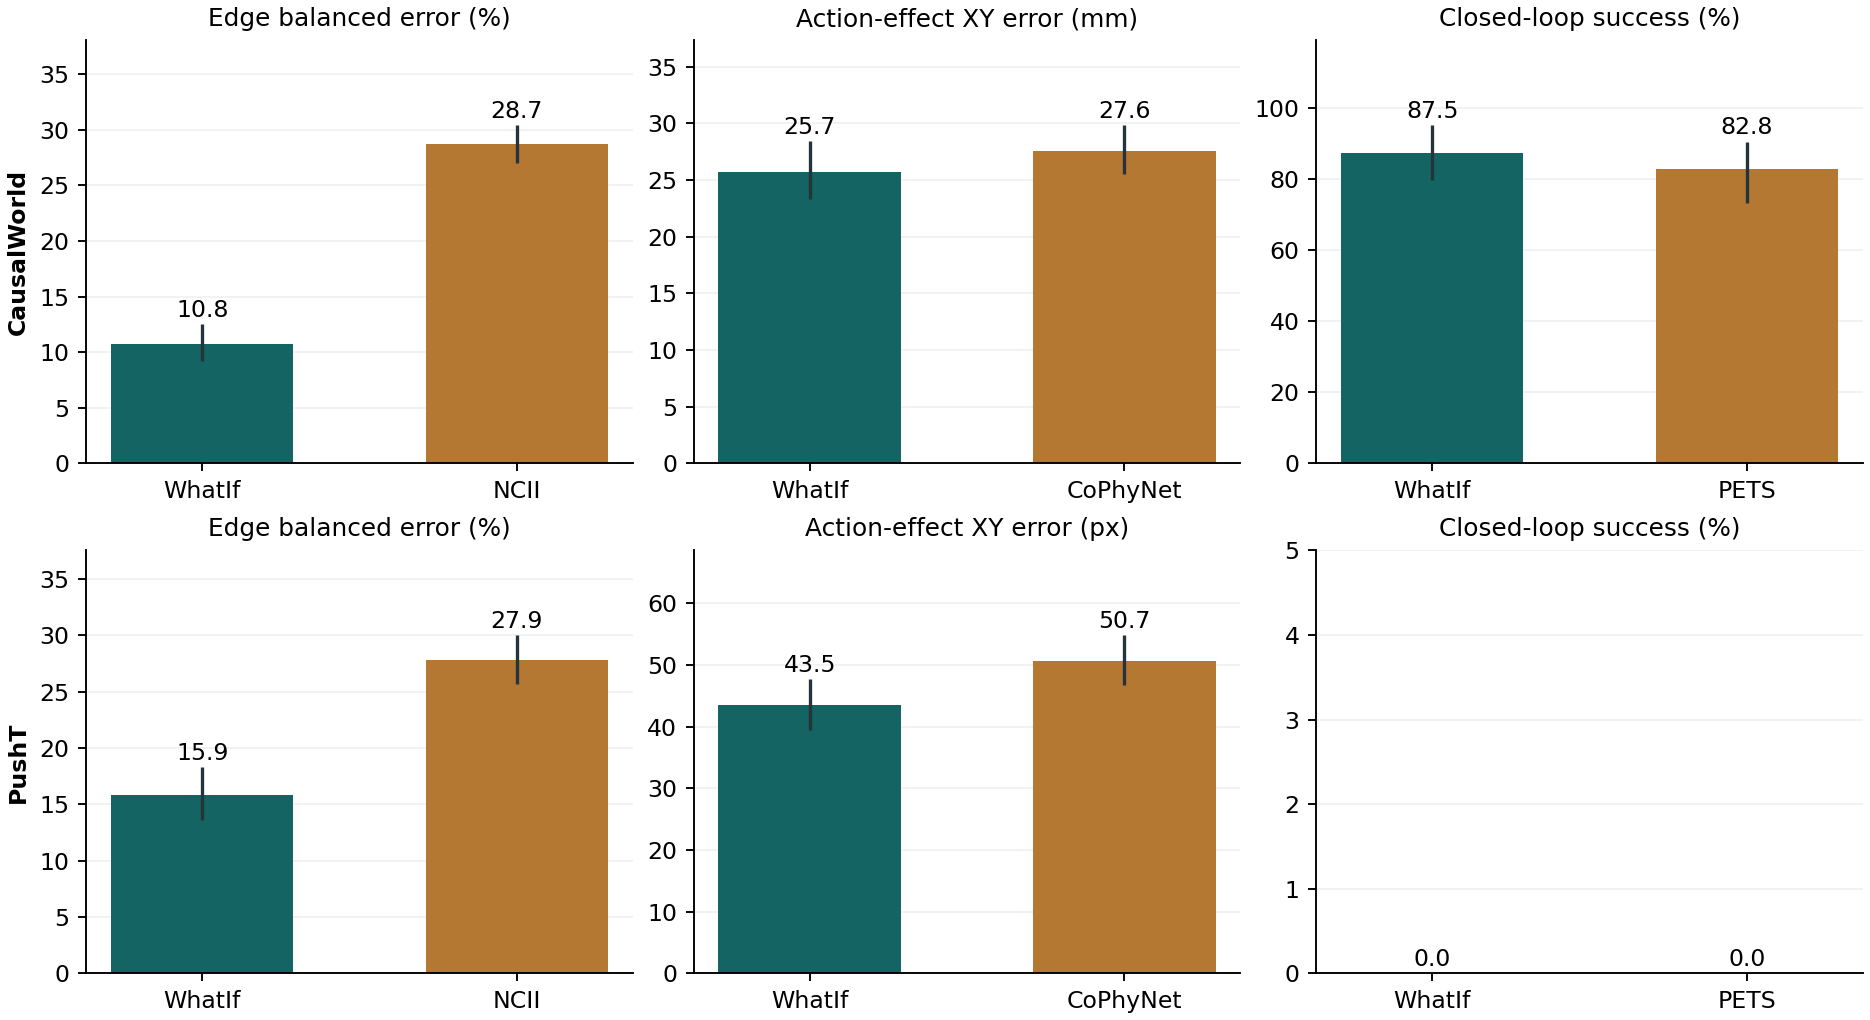 Edge balanced error (%)
Action-effect XY error (mm)
Closed-loop success (%)
CausalWorld
35
30
25
20
15
10
5
0
10.8
28.7
WhatIf
NCII
35
30
25
20
15
10
5
0
25.7
27.6
WhatIf
CoPhyNet
100
80
60
40
20
0
87.5
82.8
WhatIf
PETS
Edge balanced error (%)
Action-effect XY error (px)
Closed-loop success (%)
PushT
35
30
25
20
15
10
5
0
15.9
27.9
WhatIf
NCII
60
50
40
30
20
10
0
43.5
50.7
WhatIf
CoPhyNet
5
4
3
2
1
0
0.0
0.0
WhatIf
PETS